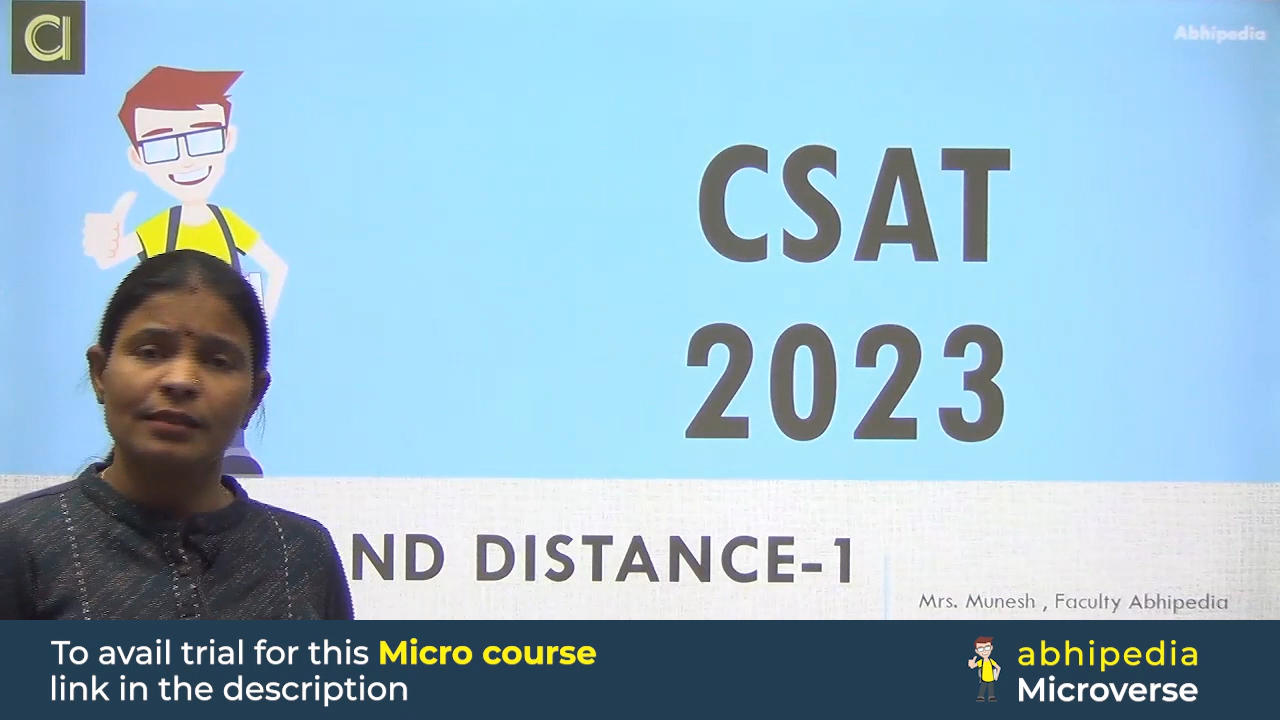 Abhipedia
CSAT
2023
ND DISTANCE-1
Mrs. Munesh , Faculty Abhipedia
To avail trial for this Micro course
link in the description
abhipedia
Microverse